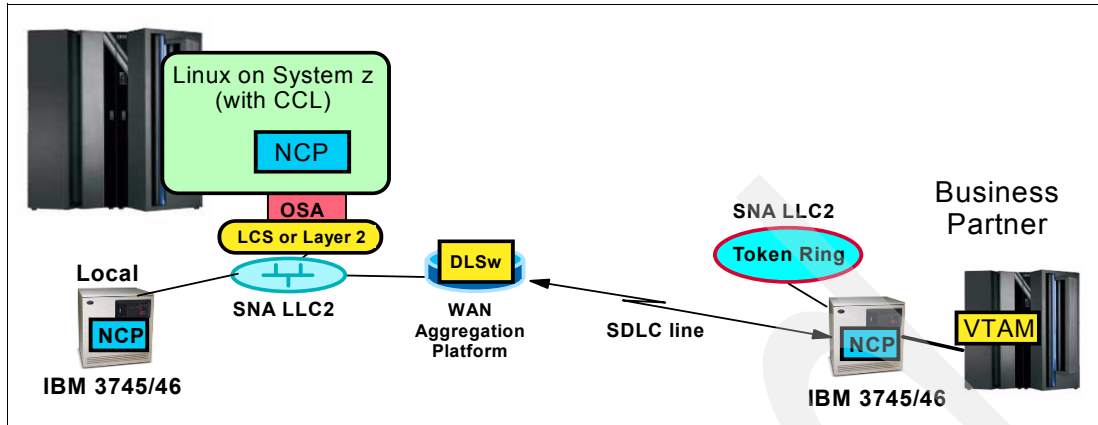 Linux on System z
(with CCL)
NCP
OSA
LCS or Layer 2
Local
NCP
IBM 3745/46
SNA LLC2
DLSw
WAN
Aggregation
Platform
SDLC line
SNA LLC2
Token Ring
NCP
IBM 3745/46
Business
Partner
VTAM